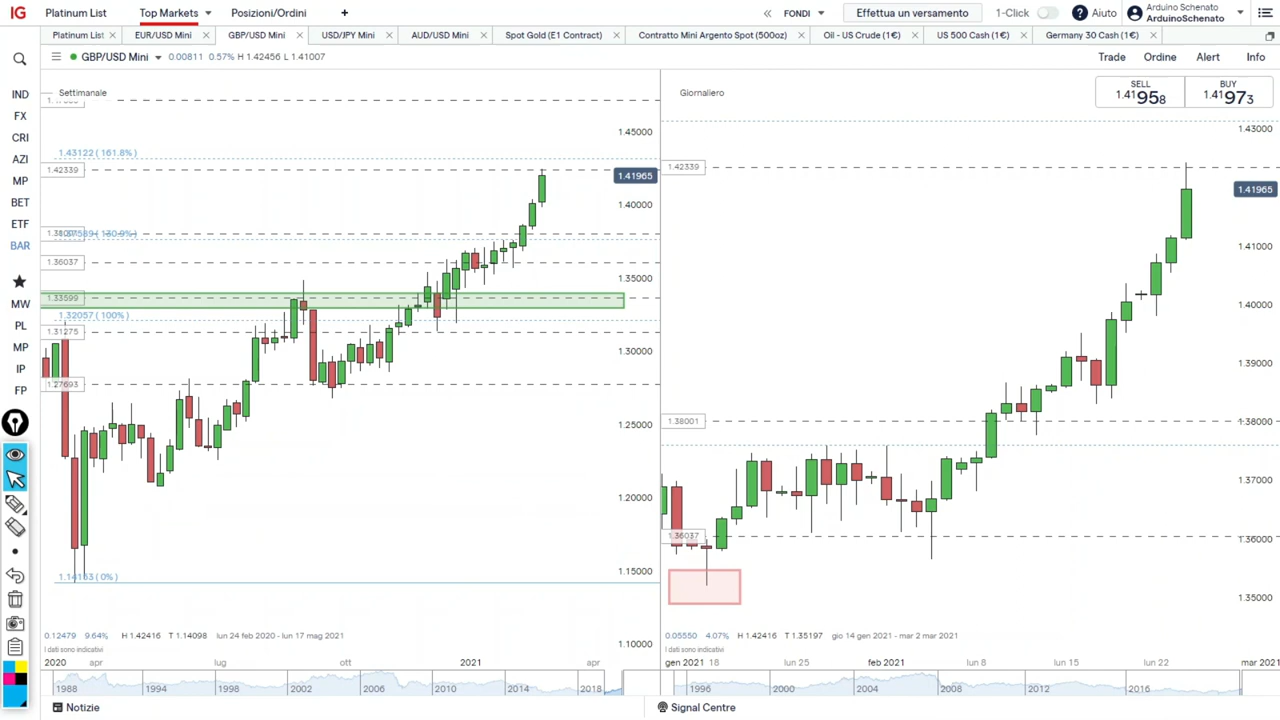 IG Platinum List Top Markets Posizioni/Ordini + FONDI Effettua un versamento 1-Click ? Aiuto Arduino Schenato
ArduinoSchenato
Platinum List EUR/USD Mini GBP/USD Mini USD/JPY Mini AUD/USD Mini Spot Gold (E1 Contract) Contratto Mini Argento Spot (500oz) Oil - US Crude (1€) US 500 Cash (1€) Germany 30 Cash (1€)
GBP/USD Mini 0.00811 0.57% H 1.42456 L 1.41007 Trade Ordine Alert Info
IND
FX
CRI
AZI
MP
BET
ETF
BAR
MW
PL
MP
IP
FP
Settimanale
1.45000
1.43122 (161.8%)
1.42339
1.41965
1.40000
1.36037
1.35000
1.33599
1.32057 (100%)
1.31275
1.30000
1.27693
1.25000
1.20000
1.15000
1.14163 (0%)
1.10000
0.12479 9.64% H 1.42416 T 1.14098 lun 24 feb 2020 - lun 17 mag 2021
I dati sono indicativi
2020 apr lug ott 2021 apr
1988 1994 1998 2002 2006 2010 2014 2018
Giornaliero
SELL BUY
1.41958 1.41973
1.43000
1.42339
1.41965
1.41000
1.40000
1.39000
1.38001
1.38000
1.37000
1.36037
1.36000
1.35000
0.05550 4.07% H 1.42416 T 1.35197 gio 14 gen 2021 - mar 2 mar 2021
I dati sono indicativi
gen 2021 18 lun 25 feb 2021 lun 8 lun 15 lun 22 mar 2021
1996 2000 2004 2008 2012 2016
Notizie Signal Centre